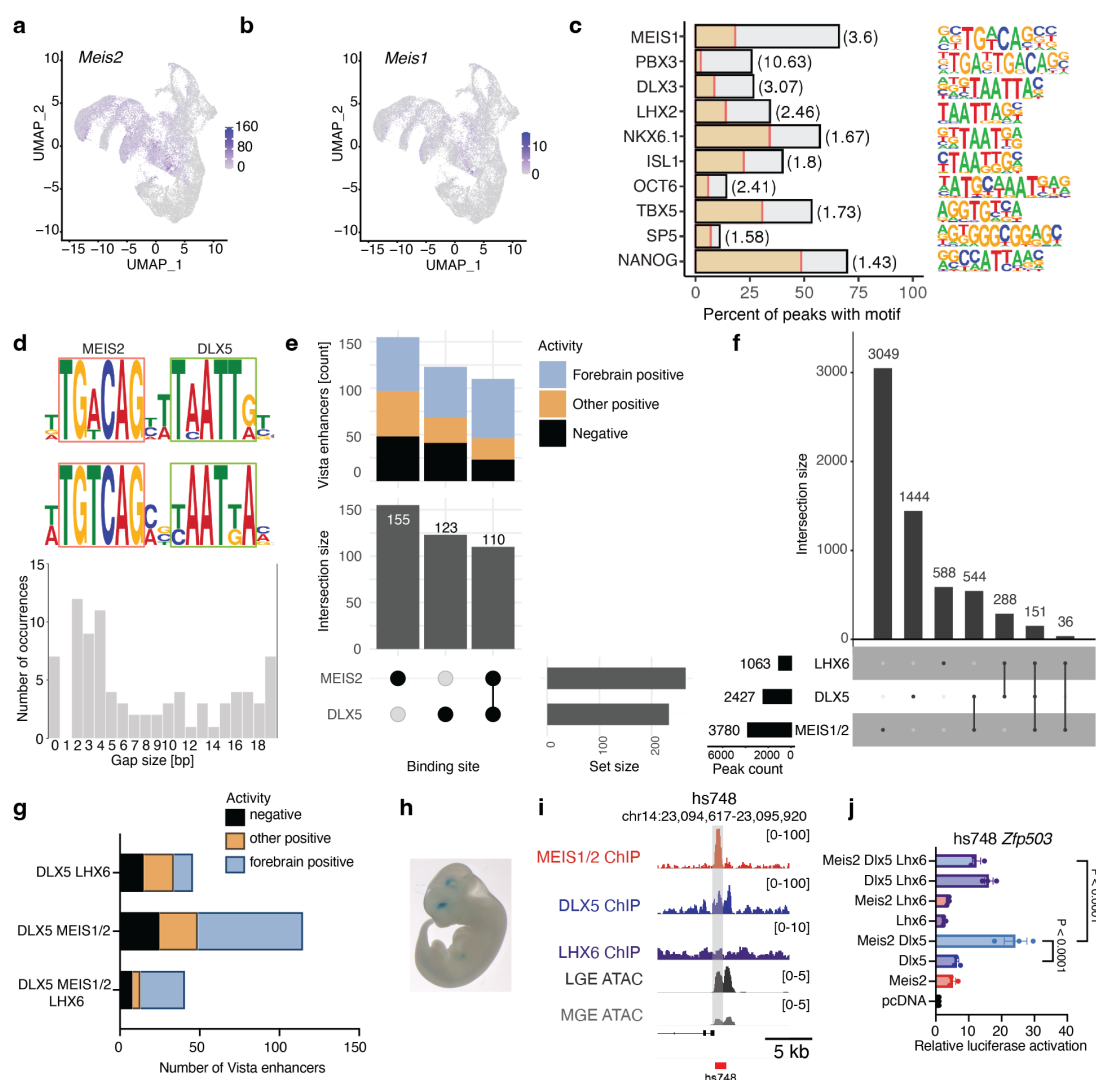 a
Meis2
UMAP_2
10
5
0
−5
−10
−15 −10 −5 0 5 10
UMAP_1
160
80
0
b
Meis1
UMAP_2
10
5
0
−5
−10
−15 −10 −5 0 5 10
UMAP_1
10
0
c
MEIS1 (3.6)
PBX3 (10.63)
DLX3 (3.07)
LHX2 (2.46)
NKX6.1 (1.67)
ISL1 (1.8)
OCT6 (2.41)
TBX5 (1.73)
SP5 (1.58)
NANOG (1.43)
0 25 50 75 100
Percent of peaks with motif
d
MEIS2 DLX5
Number of occurrences
15
10
5
0
0 1 2 3 4 5 6 7 8 9 10 12 14 16 18
Gap size [bp]
e
Vista enhancers [count]
150
100
50
0
Activity
Forebrain positive
Other positive
Negative
Intersection size
150
100
50
0
155 123 110
MEIS2
DLX5
Binding site
0 100 200
Set size
f
Intersection size
3000
2000
1000
0
3049 1444 588 544 288 151 36
1063 LHX6
2427 DLX5
3780 MEIS1/2
6000 2000 0
Peak count
g
Activity
negative
other positive
forebrain positive
DLX5 LHX6
DLX5 MEIS1/2
DLX5 MEIS1/2
LHX6
0 50 100 150
Number of Vista enhancers
h
i
hs748
chr14:23,094,617-23,095,920
[0-100]
MEIS1/2 ChIP
[0-100]
DLX5 ChIP
[0-10]
LHX6 ChIP
LGE ATAC [0-5]
MGE ATAC [0-5]
5 kb
hs748
j
hs748 Zfp503
Meis2 Dlx5 Lhx6
Dlx5 Lhx6
Meis2 Lhx6
Lhx6
Meis2 Dlx5
Dlx5
Meis2
pcDNA
P < 0.0001
P < 0.0001
0 10 20 30 40
Relative luciferase activation